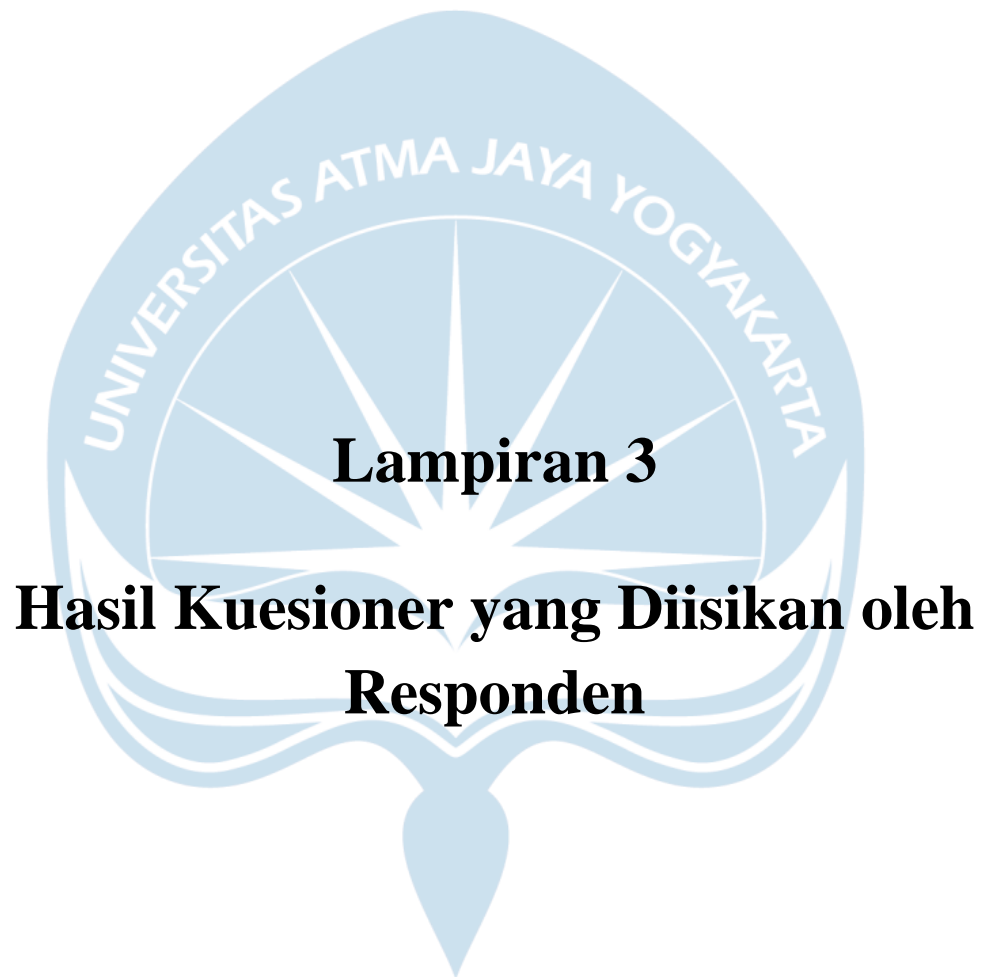 UNIVERSITAS ATMA JAYA YOGYAKARTA
Lampiran 3
Hasil Kuesioner yang Diisikan oleh
Responden